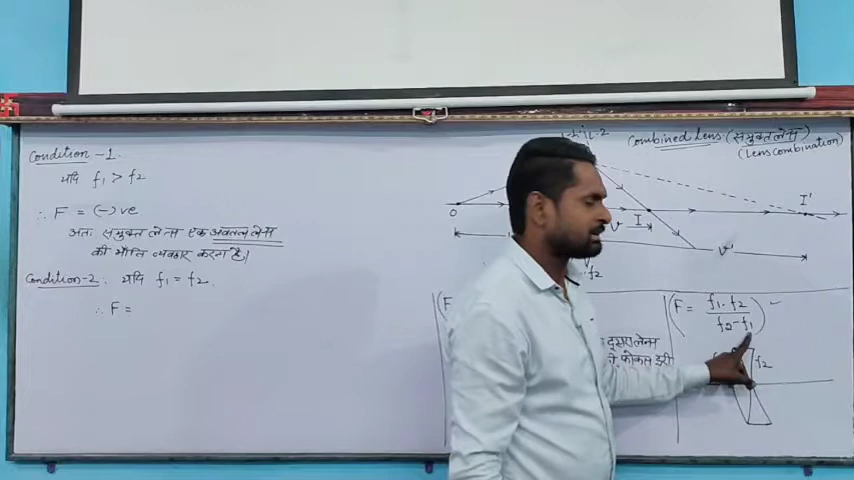 Condition-1.
यदि f₁ > f₂
∴ F = (-) ve
अतः संयुक्त लेन्स एक अवतल लेन्स
की भाँति व्यवहार करता है।
Condition-2. यदि f₁ = f₂.
∴ F =
Combined Lens (संयुक्त लेन्स)
(Lens Combination)
O
I
I'
v
v'
f₂
F = f₁·f₂ / f₂-f₁
दूसरा लेन्स
फोकस दूरी
f₂